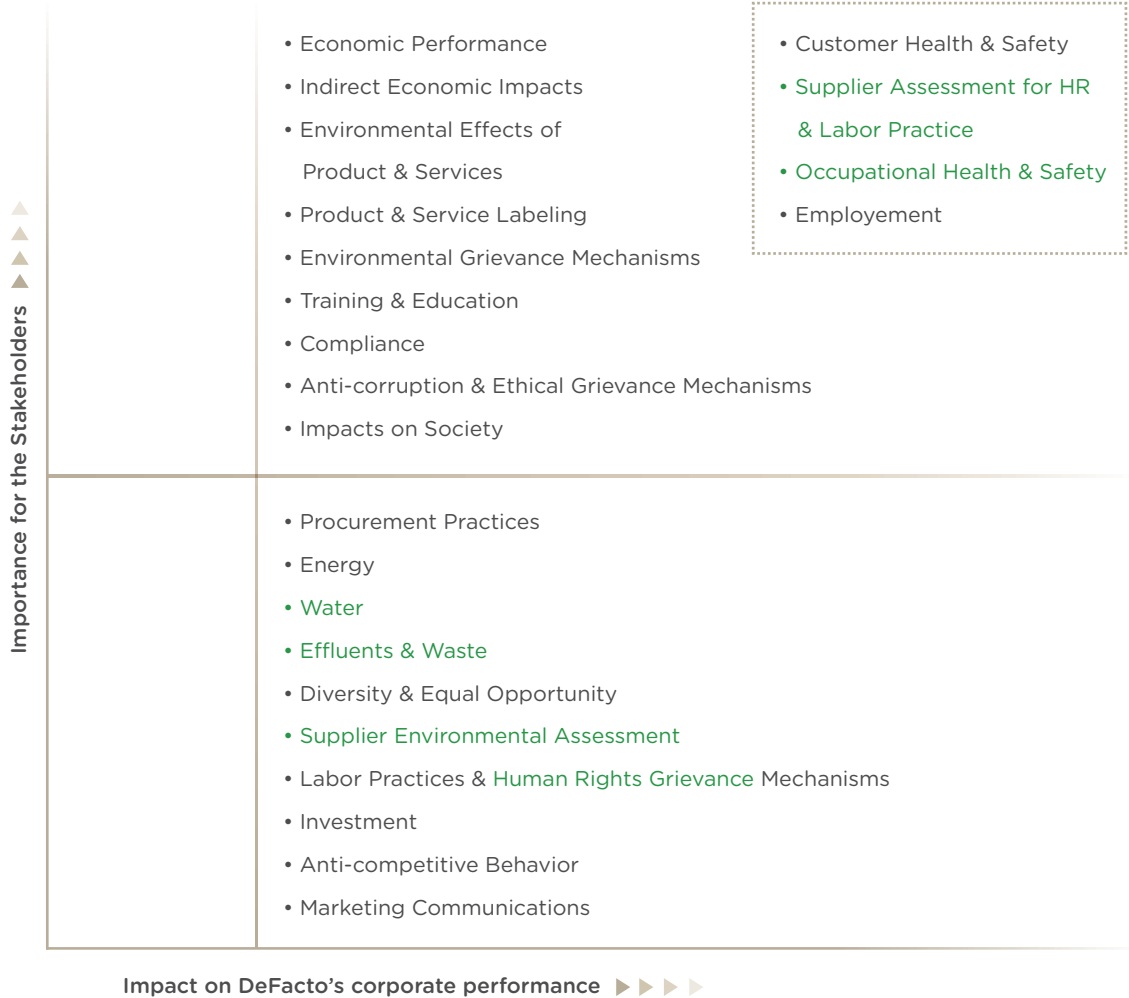 • Economic Performance
• Indirect Economic Impacts
• Environmental Effects of
Product & Services
• Product & Service Labeling
• Environmental Grievance Mechanisms
• Training & Education
• Compliance
• Anti-corruption & Ethical Grievance Mechanisms
• Impacts on Society
• Customer Health & Safety
• Supplier Assessment for HR
& Labor Practice
• Occupational Health & Safety
• Employement
• Procurement Practices
• Energy
• Water
• Effluents & Waste
• Diversity & Equal Opportunity
• Supplier Environmental Assessment
• Labor Practices & Human Rights Grievance Mechanisms
• Investment
• Anti-competitive Behavior
• Marketing Communications
Importance for the Stakeholders
Impact on DeFacto’s corporate performance